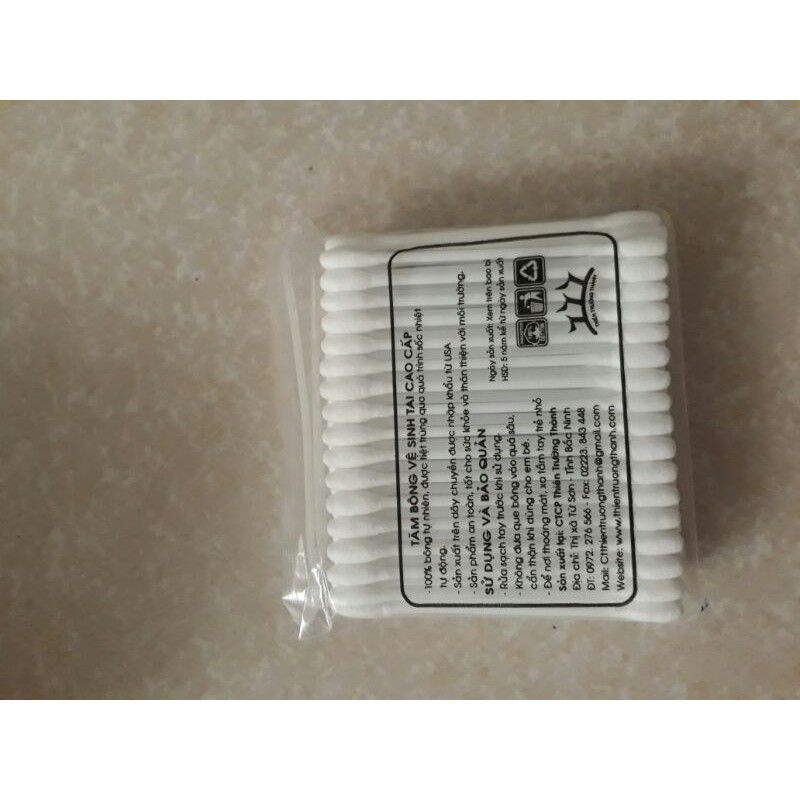 TĂM BÔNG VỆ SINH TAI CAO CẤP
- 100% bông tự nhiên, được tiệt trùng qua quá trình sốc nhiệt
tự động.
- Sản xuất trên dây chuyền được nhập khẩu từ USA
- Sản phẩm an toàn, tốt cho sức khỏe và thân thiện với môi trường.
SỬ DỤNG VÀ BẢO QUẢN
- Rửa sạch tay trước khi sử dụng.
- Không đưa que bông vào quá sâu,
cẩn thận khi dùng cho em bé.
- Để nơi thoáng mát, xa tầm tay trẻ nhỏ
Sản xuất tại: CTCP Thiên Trường Thành
Địa chỉ: Thị xã Từ Sơn - Tỉnh Bắc Ninh
ĐT: 0972. 276 566 - Fax: 02223. 843 448
Mail: Ctthientruongthanh@gmail.com
Website: www.thientruongthanh.com
Ngày sản xuất: Xem trên bao bì
HSD: 5 năm kể từ ngày sản xuất
THIÊN TRƯỜNG THÀNH